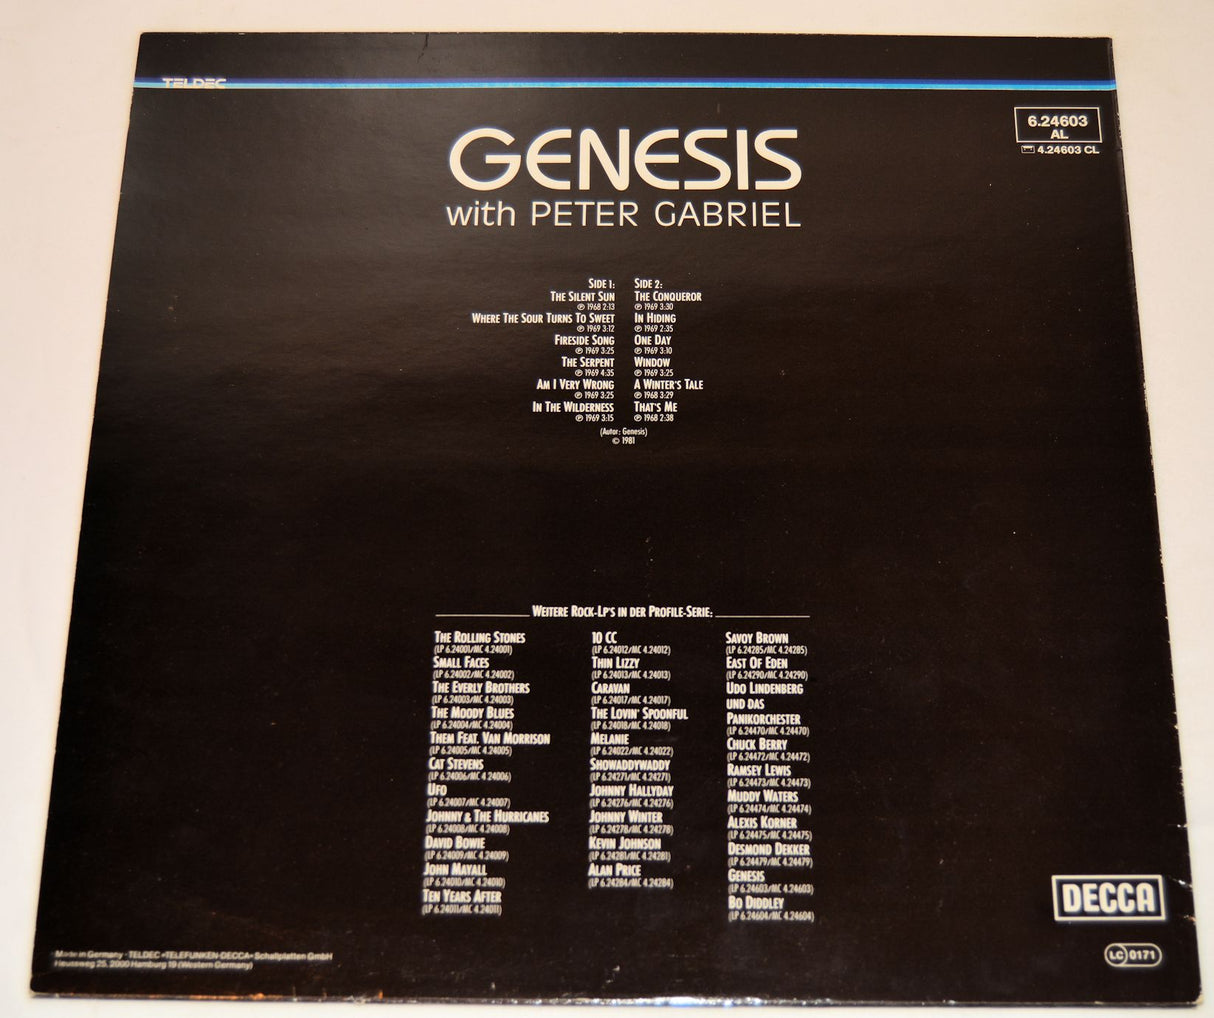 TELDEC
6.24603
AL
4.24603 CL
GENESIS
with PETER GABRIEL
SIDE 1:
THE SILENT SUN
℗ 1968 2:13
WHERE THE SOUR TURNS TO SWEET
℗ 1969 3:12
FIRESIDE SONG
℗ 1969 3:25
THE SERPENT
℗ 1969 4:35
AM I VERY WRONG
℗ 1969 3:25
IN THE WILDERNESS
℗ 1969 3:15
SIDE 2:
THE CONQUEROR
℗ 1969 3:30
IN HIDING
℗ 1969 2:35
ONE DAY
℗ 1969 3:10
WINDOW
℗ 1969 3:25
A WINTER'S TALE
℗ 1968 3:29
THAT'S ME
℗ 1968 2:38
(Autor: Genesis)
© 1981
WEITERE ROCK-LP'S IN DER PROFILE-SERIE:
THE ROLLING STONES
(LP 6.24001/MC 4.24001)
SMALL FACES
(LP 6.24002/MC 4.24002)
THE EVERLY BROTHERS
(LP 6.24003/MC 4.24003)
THE MOODY BLUES
(LP 6.24004/MC 4.24004)
THEM FEAT. VAN MORRISON
(LP 6.24005/MC 4.24005)
CAT STEVENS
(LP 6.24006/MC 4.24006)
UFO
(LP 6.24007/MC 4.24007)
JOHNNY & THE HURRICANES
(LP 6.24008/MC 4.24008)
DAVID BOWIE
(LP 6.24009/MC 4.24009)
JOHN MAYALL
(LP 6.24010/MC 4.24010)
TEN YEARS AFTER
(LP 6.24011/MC 4.24011)
10 CC
(LP 6.24012/MC 4.24012)
THIN LIZZY
(LP 6.24013/MC 4.24013)
CARAVAN
(LP 6.24017/MC 4.24017)
THE LOVIN' SPOONFUL
(LP 6.24018/MC 4.24018)
MELANIE
(LP 6.24022/MC 4.24022)
SHOWADDYWADDY
(LP 6.24271/MC 4.24271)
JOHNNY HALLYDAY
(LP 6.24276/MC 4.24276)
JOHNNY WINTER
(LP 6.24278/MC 4.24278)
KEVIN JOHNSON
(LP 6.24281/MC 4.24281)
ALAN PRICE
(LP 6.24284/MC 4.24284)
SAVOY BROWN
(LP 6.24285/MC 4.24285)
EAST OF EDEN
(LP 6.24290/MC 4.24290)
UDO LINDENBERG
UND DAS
PANIKORCHESTER
(LP 6.24470/MC 4.24470)
CHUCK BERRY
(LP 6.24472/MC 4.24472)
RAMSEY LEWIS
(LP 6.24473/MC 4.24473)
MUDDY WATERS
(LP 6.24474/MC 4.24474)
ALEXIS KORNER
(LP 6.24475/MC 4.24475)
DESMOND DEKKER
(LP 6.24479/MC 4.24479)
GENESIS
(LP 6.24603/MC 4.24603)
BO DIDDLEY
(LP 6.24604/MC 4.24604)
DECCA
LC 0171
Made in Germany · TELDEC »TELEFUNKEN-DECCA« Schallplatten GmbH
Heussweg 25, 2000 Hamburg 19 (Western Germany)